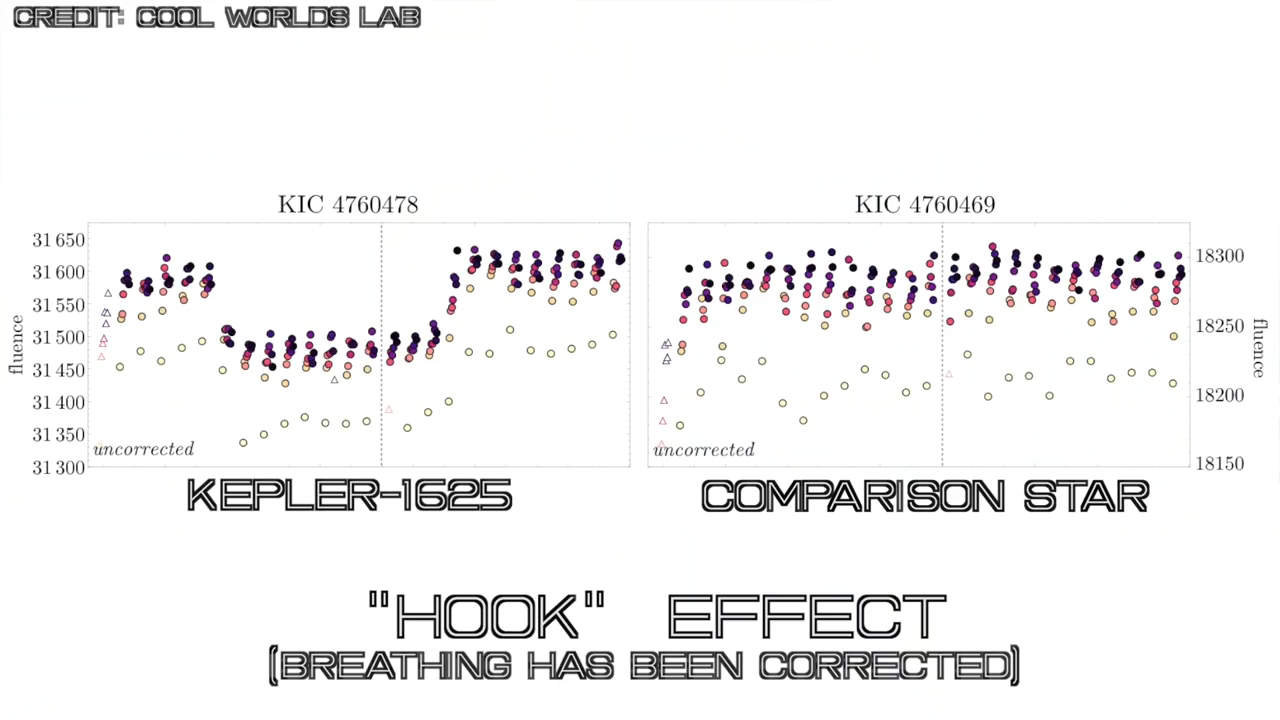 CREDIT: COOL WORLDS LAB
KIC 4760478
KIC 4760469
31 650
31 600
31 550
31 500
31 450
31 400
31 350
31 300
fluence
uncorrected
uncorrected
18300
18250
18200
18150
fluence
KEPLER-1625
COMPARISON STAR
"HOOK" EFFECT
(BREATHING HAS BEEN CORRECTED)